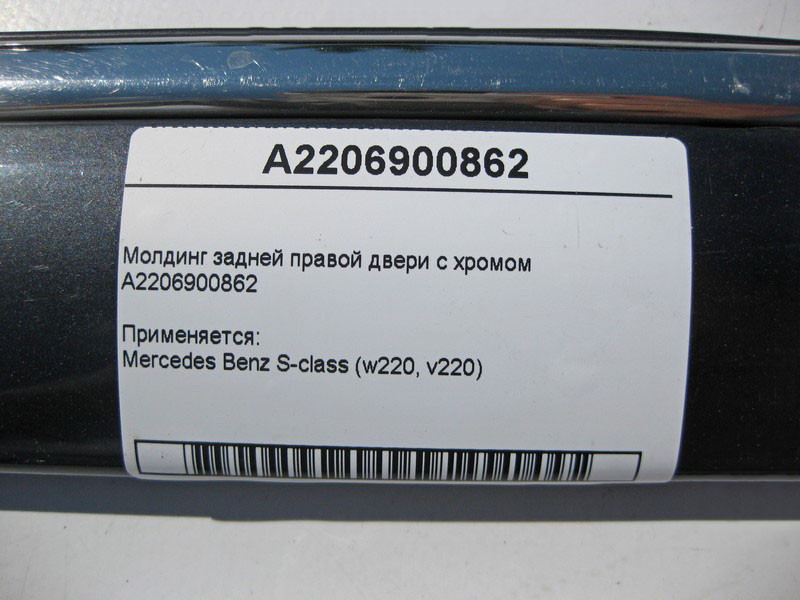 A2206900862
Молдинг задней правой двери с хромом
A2206900862
Применяется:
Mercedes Benz S-class (w220, v220)